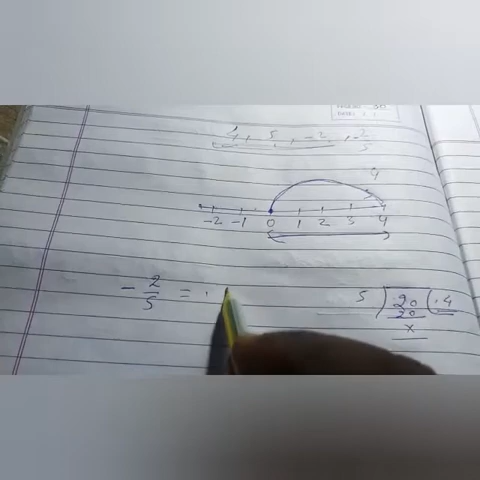 4, 5, -2, -2/5
4
-2 -1 0 1 2 3 4
-2/5 = .
5 ) 20 ( .4
20
x